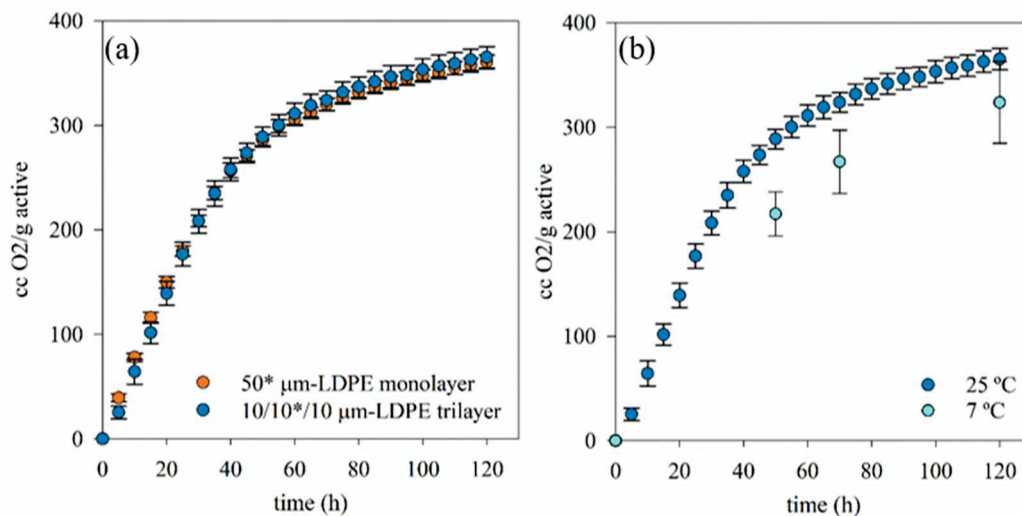 (a)
400
300
200
100
0
cc O2/g active
50* μm-LDPE monolayer
10/10*/10 μm-LDPE trilayer
0 20 40 60 80 100 120
time (h)
(b)
400
300
200
100
0
cc O2/g active
25 ºC
7 ºC
0 20 40 60 80 100 120
time (h)